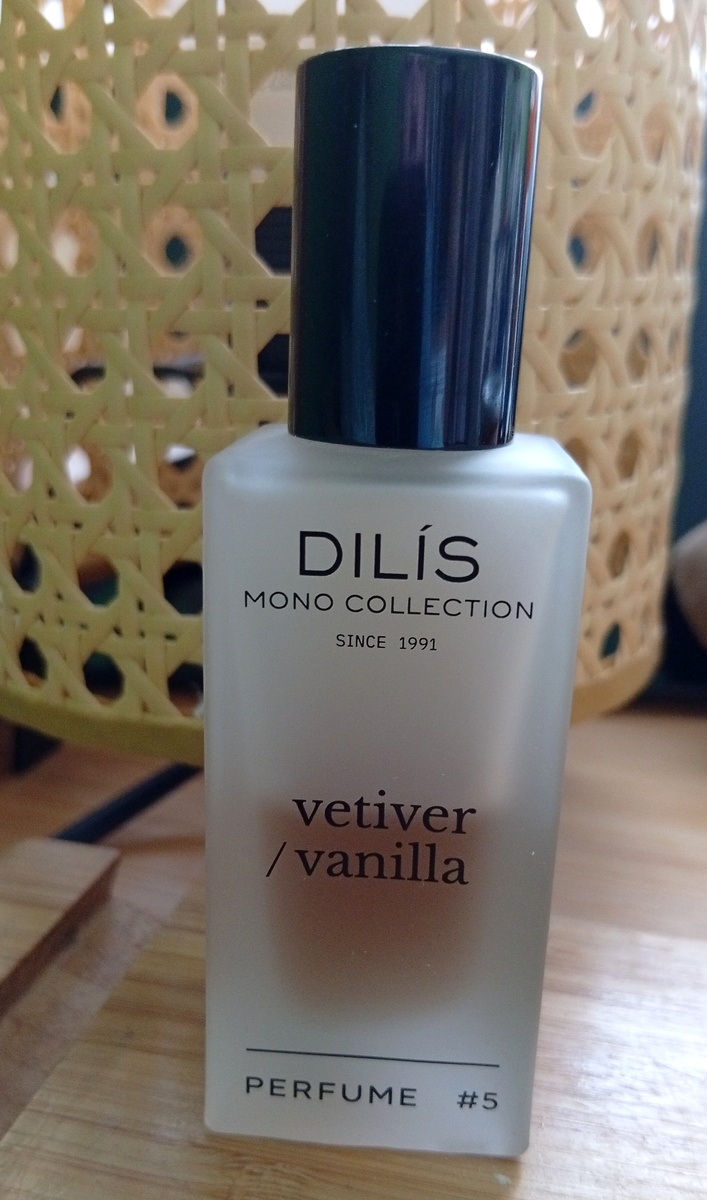 DILÍS
MONO COLLECTION
SINCE 1991
vetiver
/vanilla
PERFUME #5